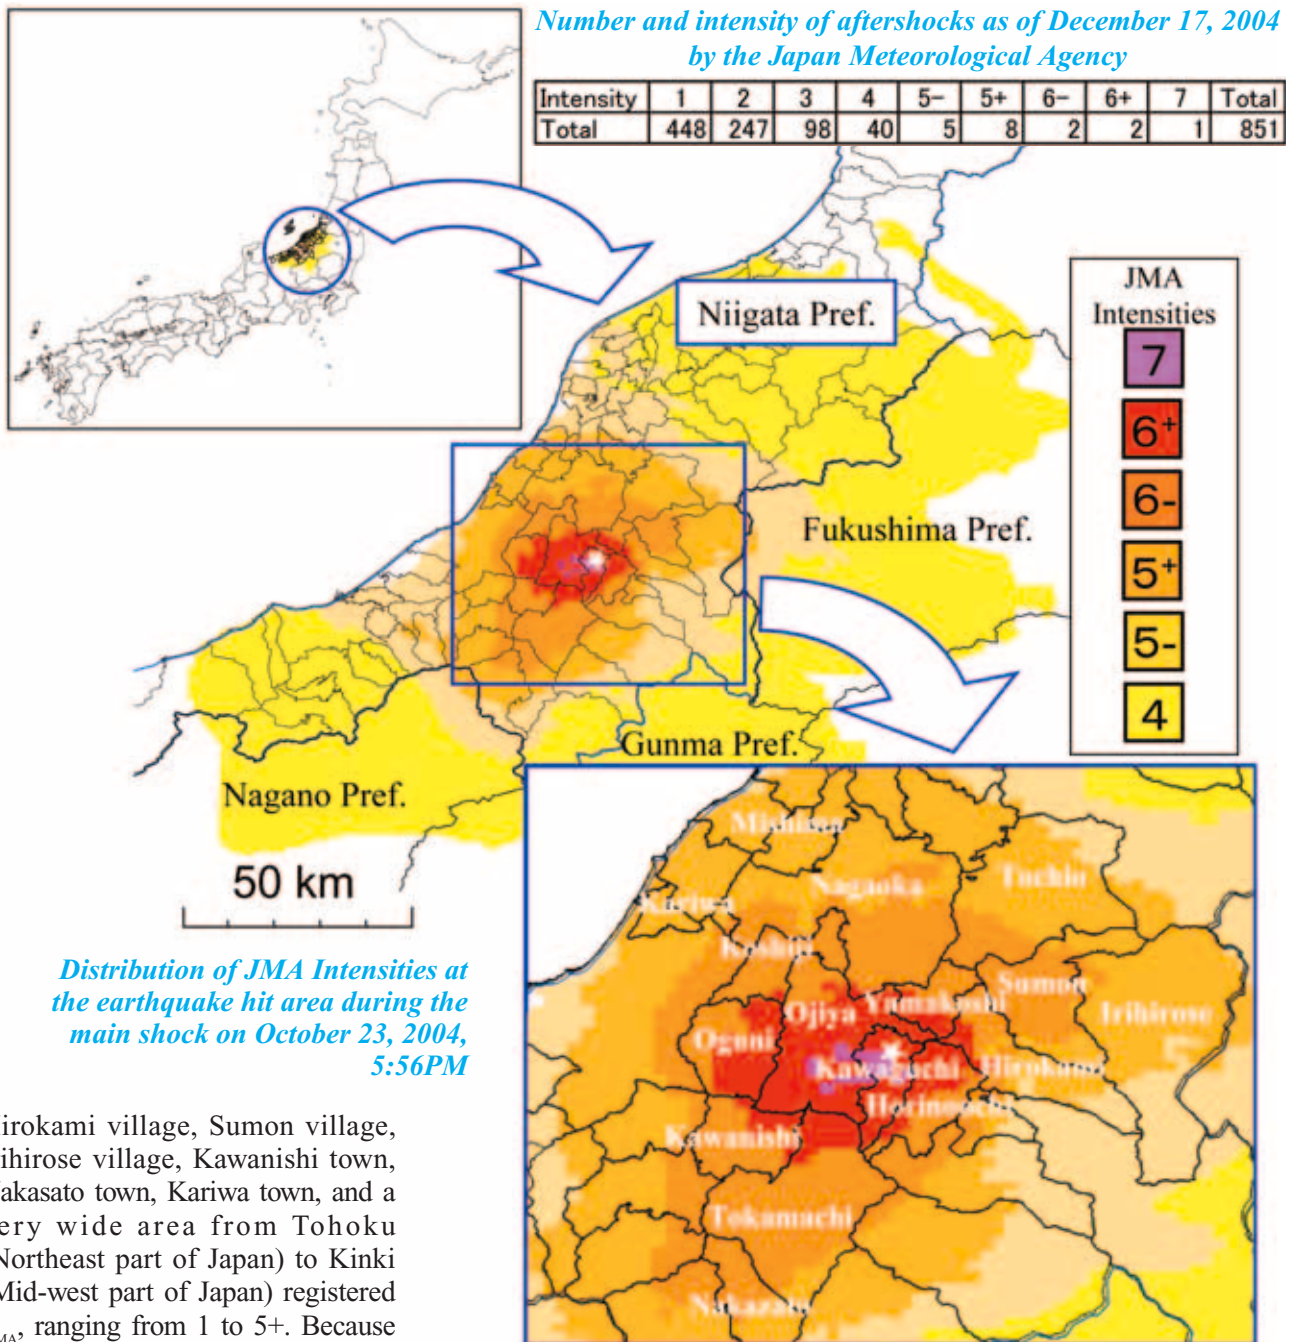 Number and intensity of aftershocks as of December 17, 2004
by the Japan Meteorological Agency
Intensity 1 2 3 4 5- 5+ 6- 6+ 7 Total
Total 448 247 98 40 5 8 2 2 1 851
JMA
Intensities
7
6+
6-
5+
5-
4
Niigata Pref.
Fukushima Pref.
Gunma Pref.
Nagano Pref.
50 km
Mishima
Nagaoka
Tochio
Kariwa
Koshiji
Sumon
Ojiya
Yamakoshi
Irihirose
Oguni
Kawaguchi
Hirokami
Horinouchi
Kawanishi
Tokamachi
Nakazato
Distribution of JMA Intensities at
the earthquake hit area during the
main shock on October 23, 2004,
5:56PM
irokami village, Sumon village,
rihirose village, Kawanishi town,
akasato town, Kariwa town, and a
ery wide area from Tohoku
Northeast part of Japan) to Kinki
Mid-west part of Japan) registered
MA, ranging from 1 to 5+. Because